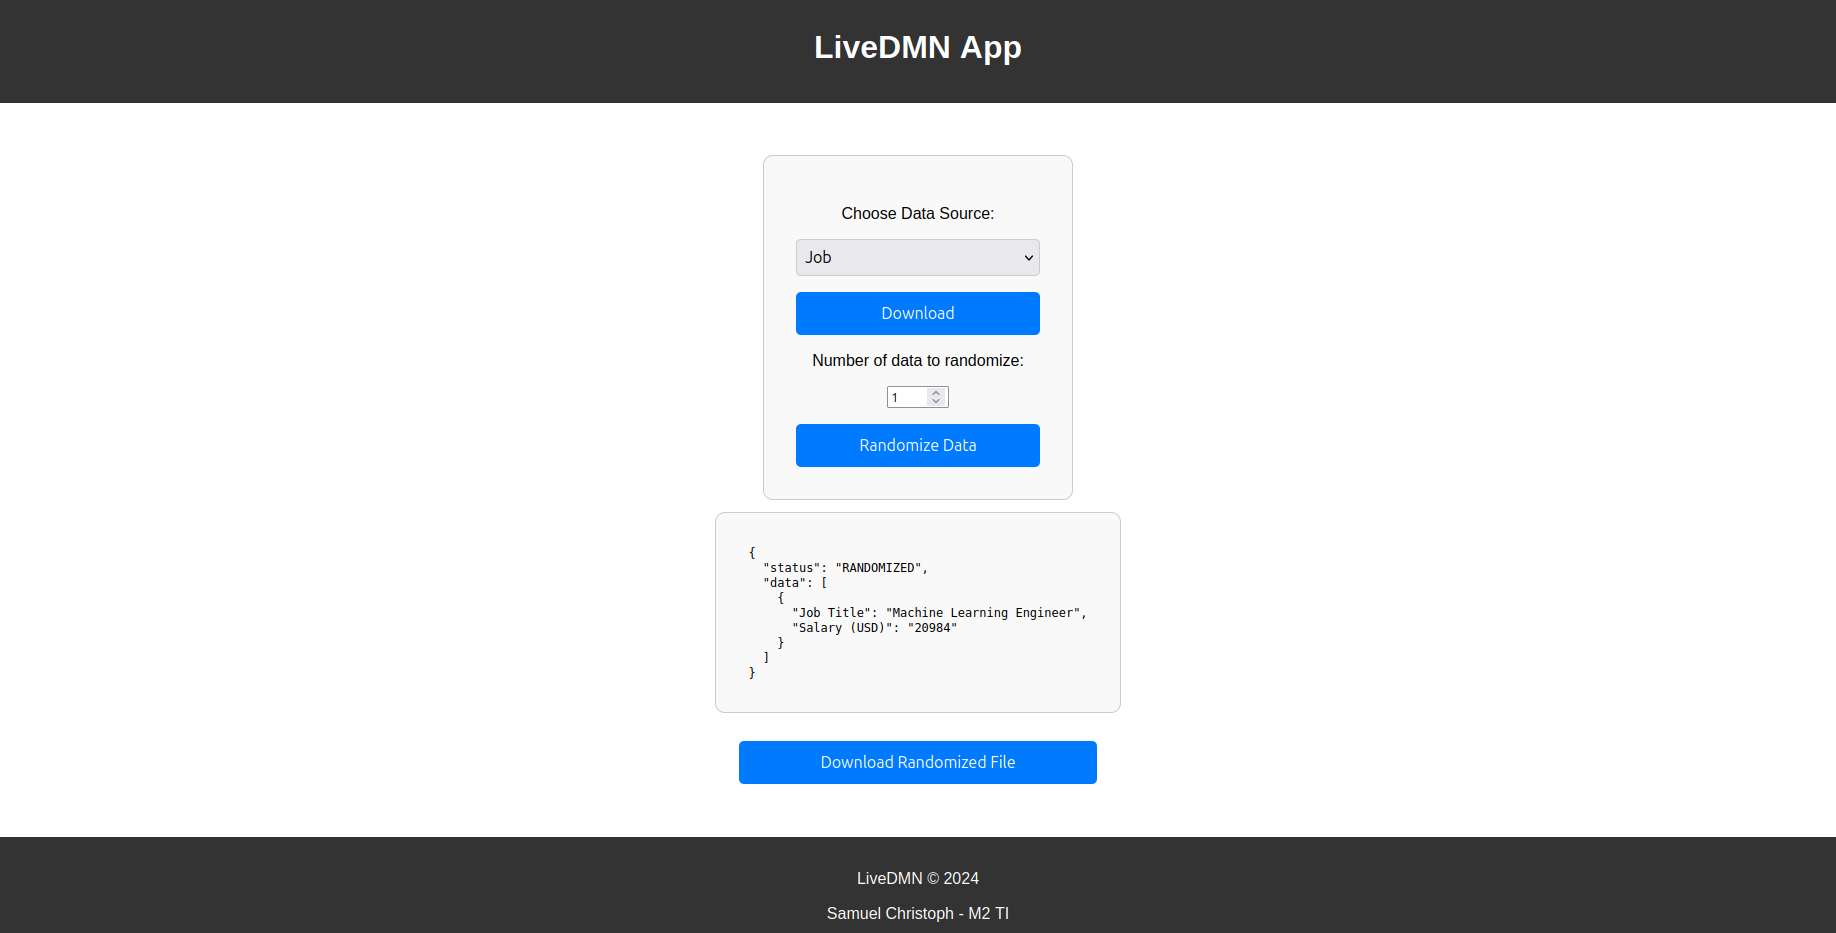 LiveDMN App
Choose Data Source:
Job
Download
Number of data to randomize:
1
Randomize Data
{
  "status": "RANDOMIZED",
  "data": [
    {
      "Job Title": "Machine Learning Engineer",
      "Salary (USD)": "20984"
    }
  ]
}
Download Randomized File
LiveDMN © 2024
Samuel Christoph - M2 TI